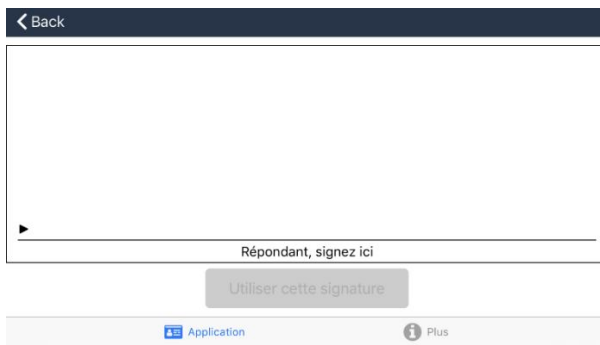 Back
Répondant, signez ici
Utiliser cette signature
Application
Plus